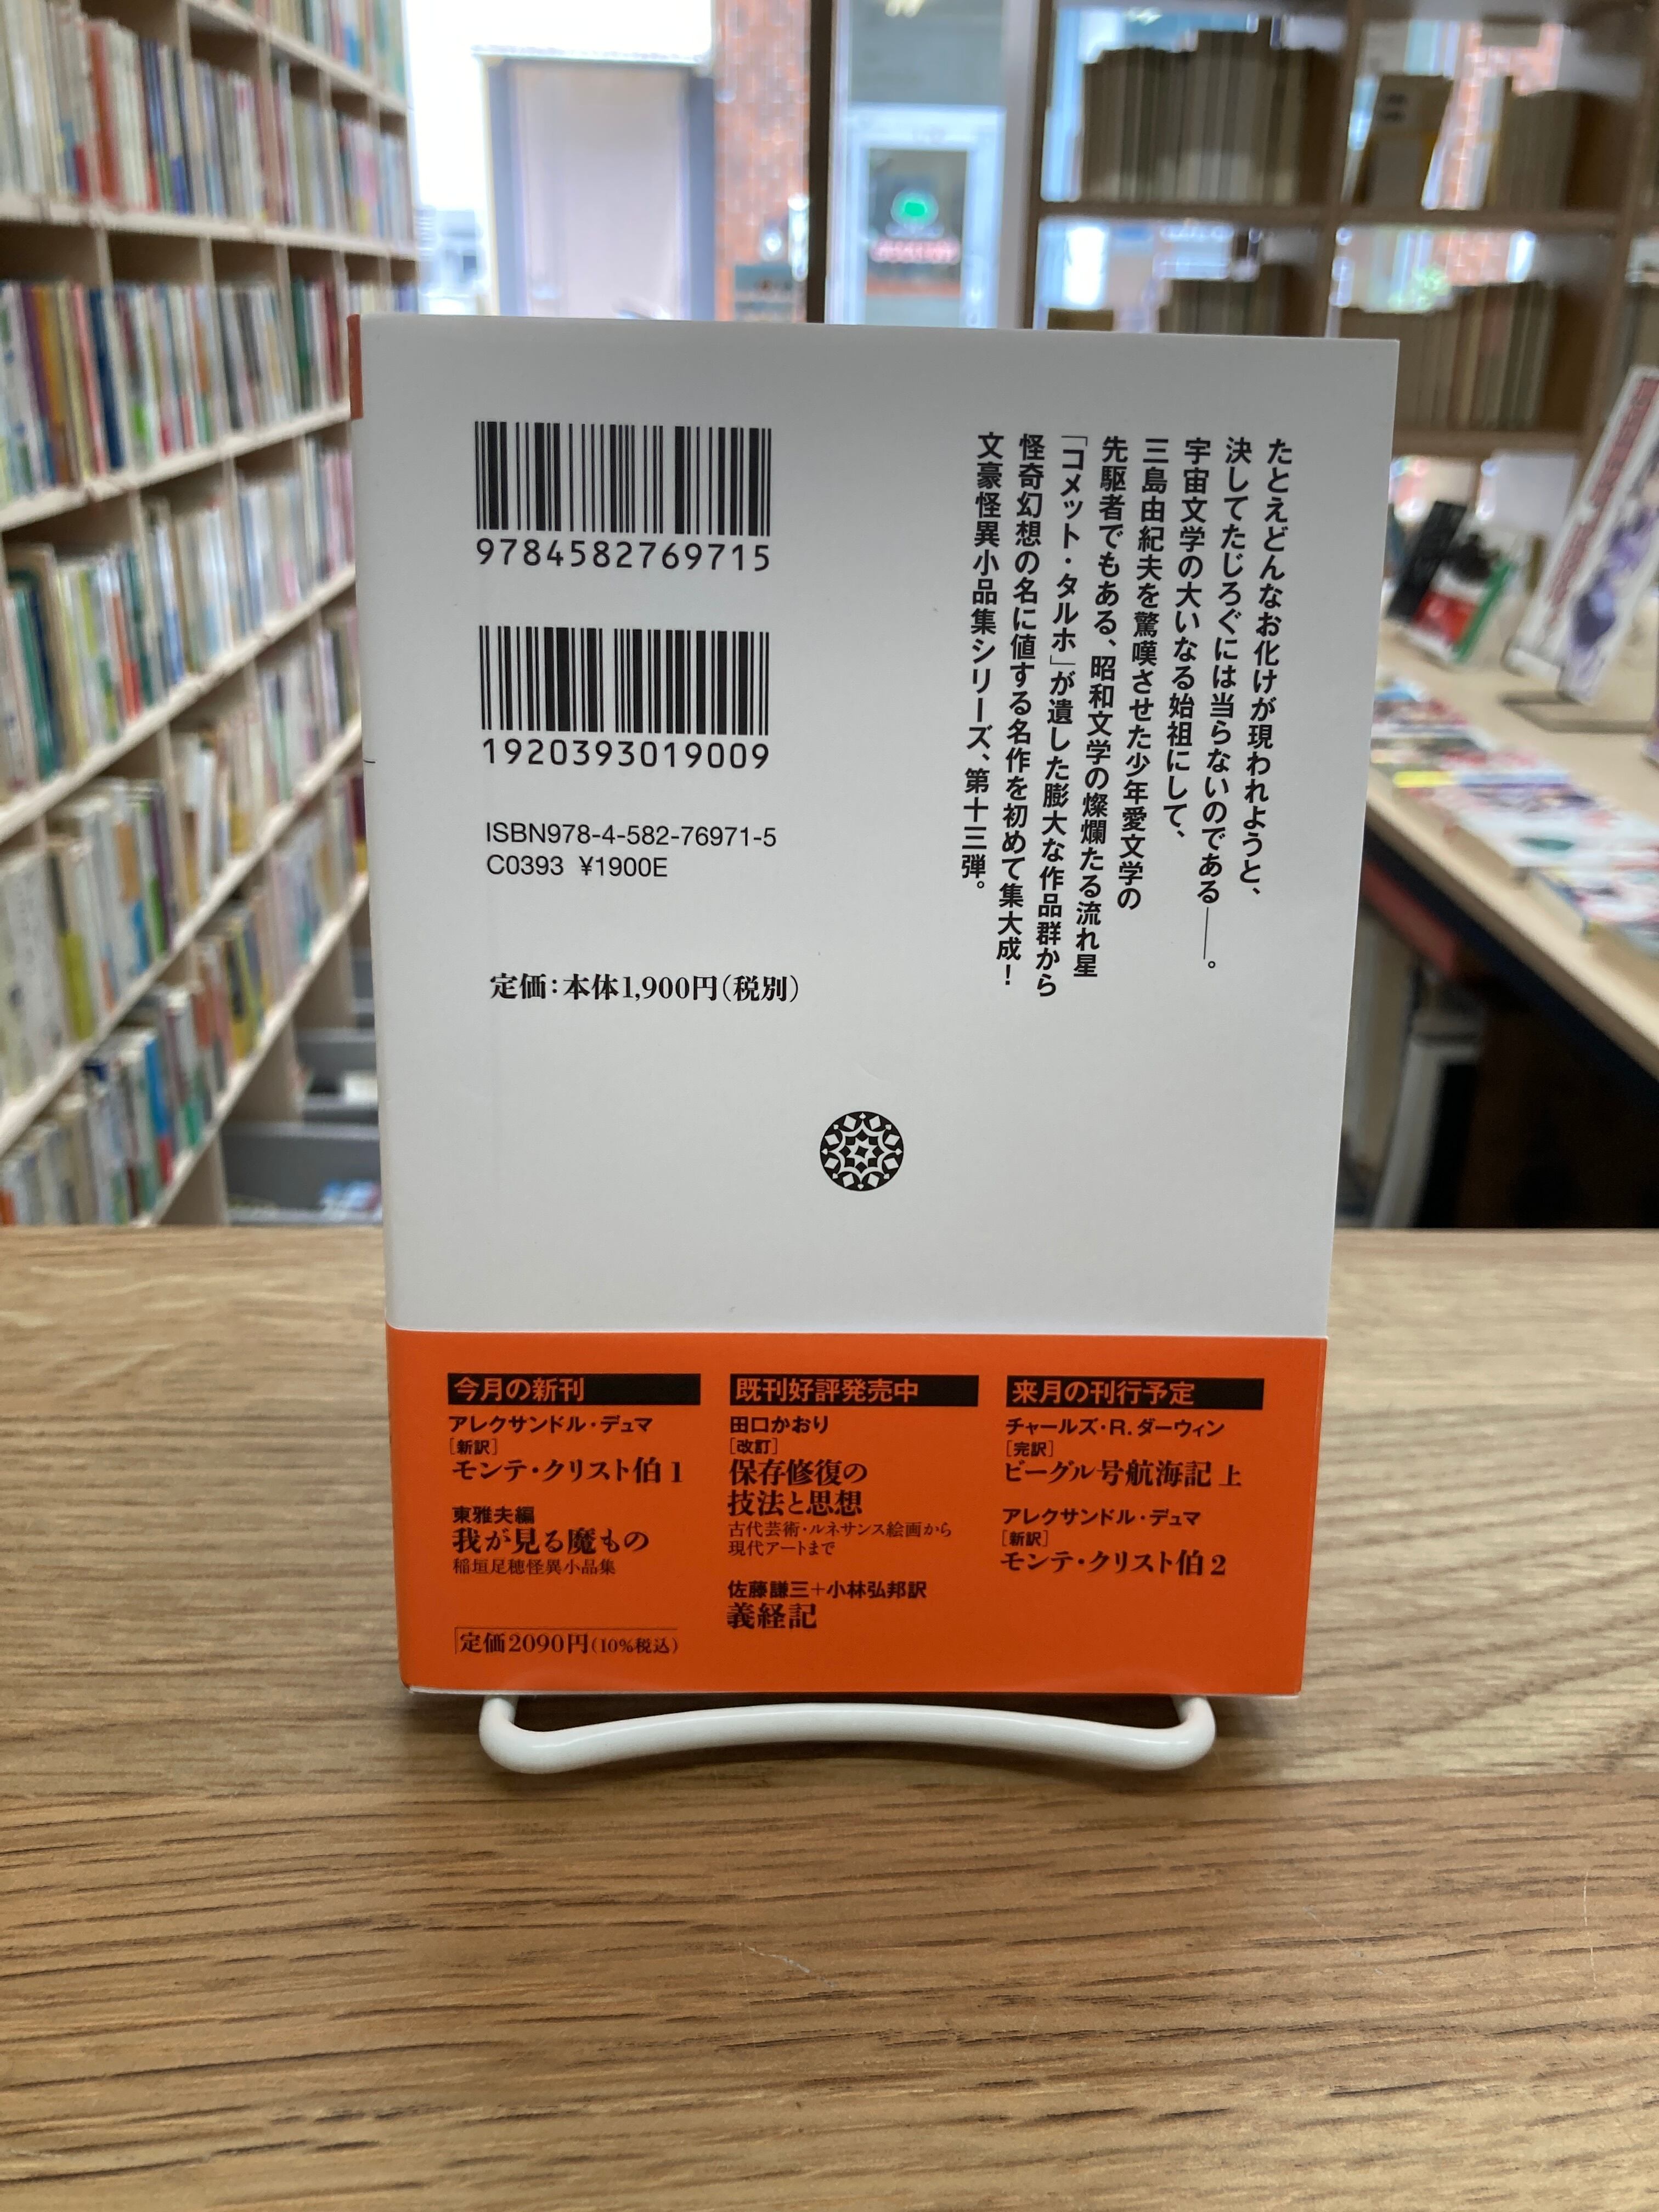 たとえどんなお化けが現われようと、
決してたじろぐには当らないのである――。
宇宙文学の大いなる始祖にして、
三島由紀夫を驚嘆させた少年愛文学の
先駆者でもある、昭和文学の燦爛たる流れ星
「コメット・タルホ」が遺した膨大な作品群から
怪奇幻想の名に値する名作を初めて集大成！
文豪怪異小品集シリーズ、第十三弾。
9784582769715
1920393019009
ISBN978-4-582-76971-5
C0393 ¥1900E
定価：本体1,900円（税別）
今月の新刊
アレクサンドル・デュマ
［新訳］
モンテ・クリスト伯 1
東雅夫編
我が見る魔もの
稲垣足穂怪異小品集
定価2090円（10%税込）
既刊好評発売中
田口かおり
［改訂］
保存修復の
技法と思想
古代芸術・ルネサンス絵画から
現代アートまで
佐藤謙三＋小林弘邦訳
義経記
来月の刊行予定
チャールズ・R. ダーウィン
［完訳］
ビーグル号航海記 上
アレクサンドル・デュマ
［新訳］
モンテ・クリスト伯 2